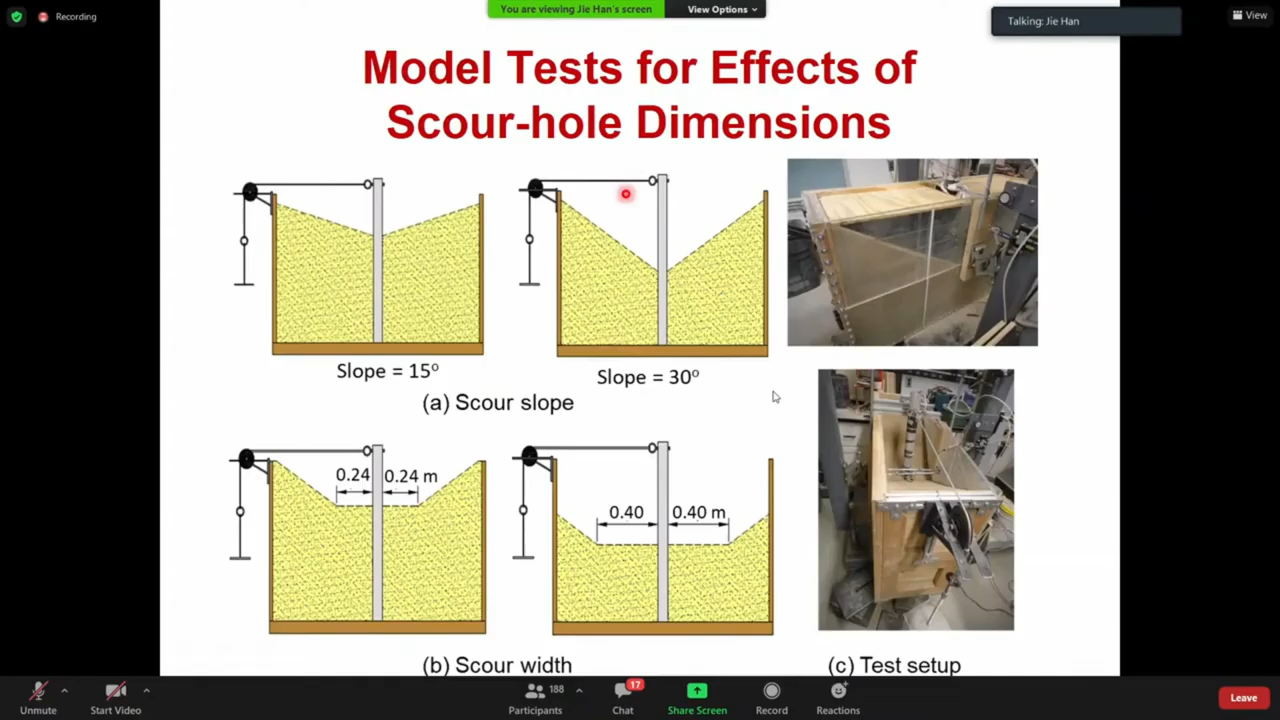 Recording
You are viewing Jie Han's screen
View Options
Talking: Jie Han
View
Model Tests for Effects of
Scour-hole Dimensions
Slope = 15°
Slope = 30°
(a) Scour slope
0.24
0.24 m
0.40
0.40 m
(b) Scour width
(c) Test setup
Unmute
Start Video
188
Participants
17
Chat
Share Screen
Record
Reactions
Leave